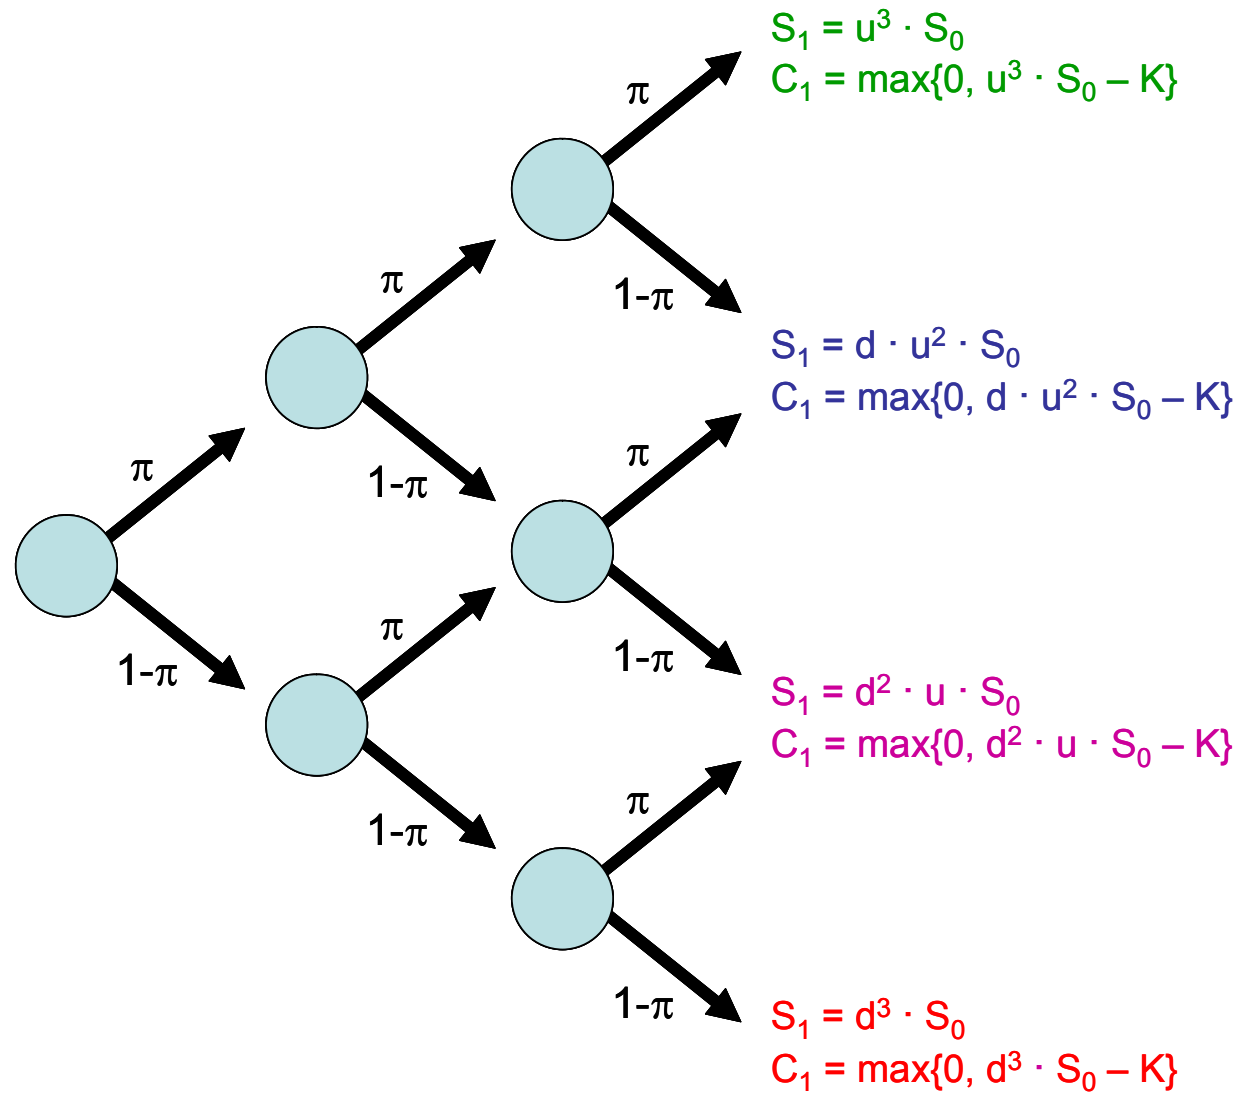 S₁ = u³ · S₀
C₁ = max{0, u³ · S₀ – K}
π
1-π
π
S₁ = d · u² · S₀
C₁ = max{0, d · u² · S₀ – K}
π
π
1-π
π
1-π
1-π
S₁ = d² · u · S₀
C₁ = max{0, d² · u · S₀ – K}
π
1-π
1-π
S₁ = d³ · S₀
C₁ = max{0, d³ · S₀ – K}